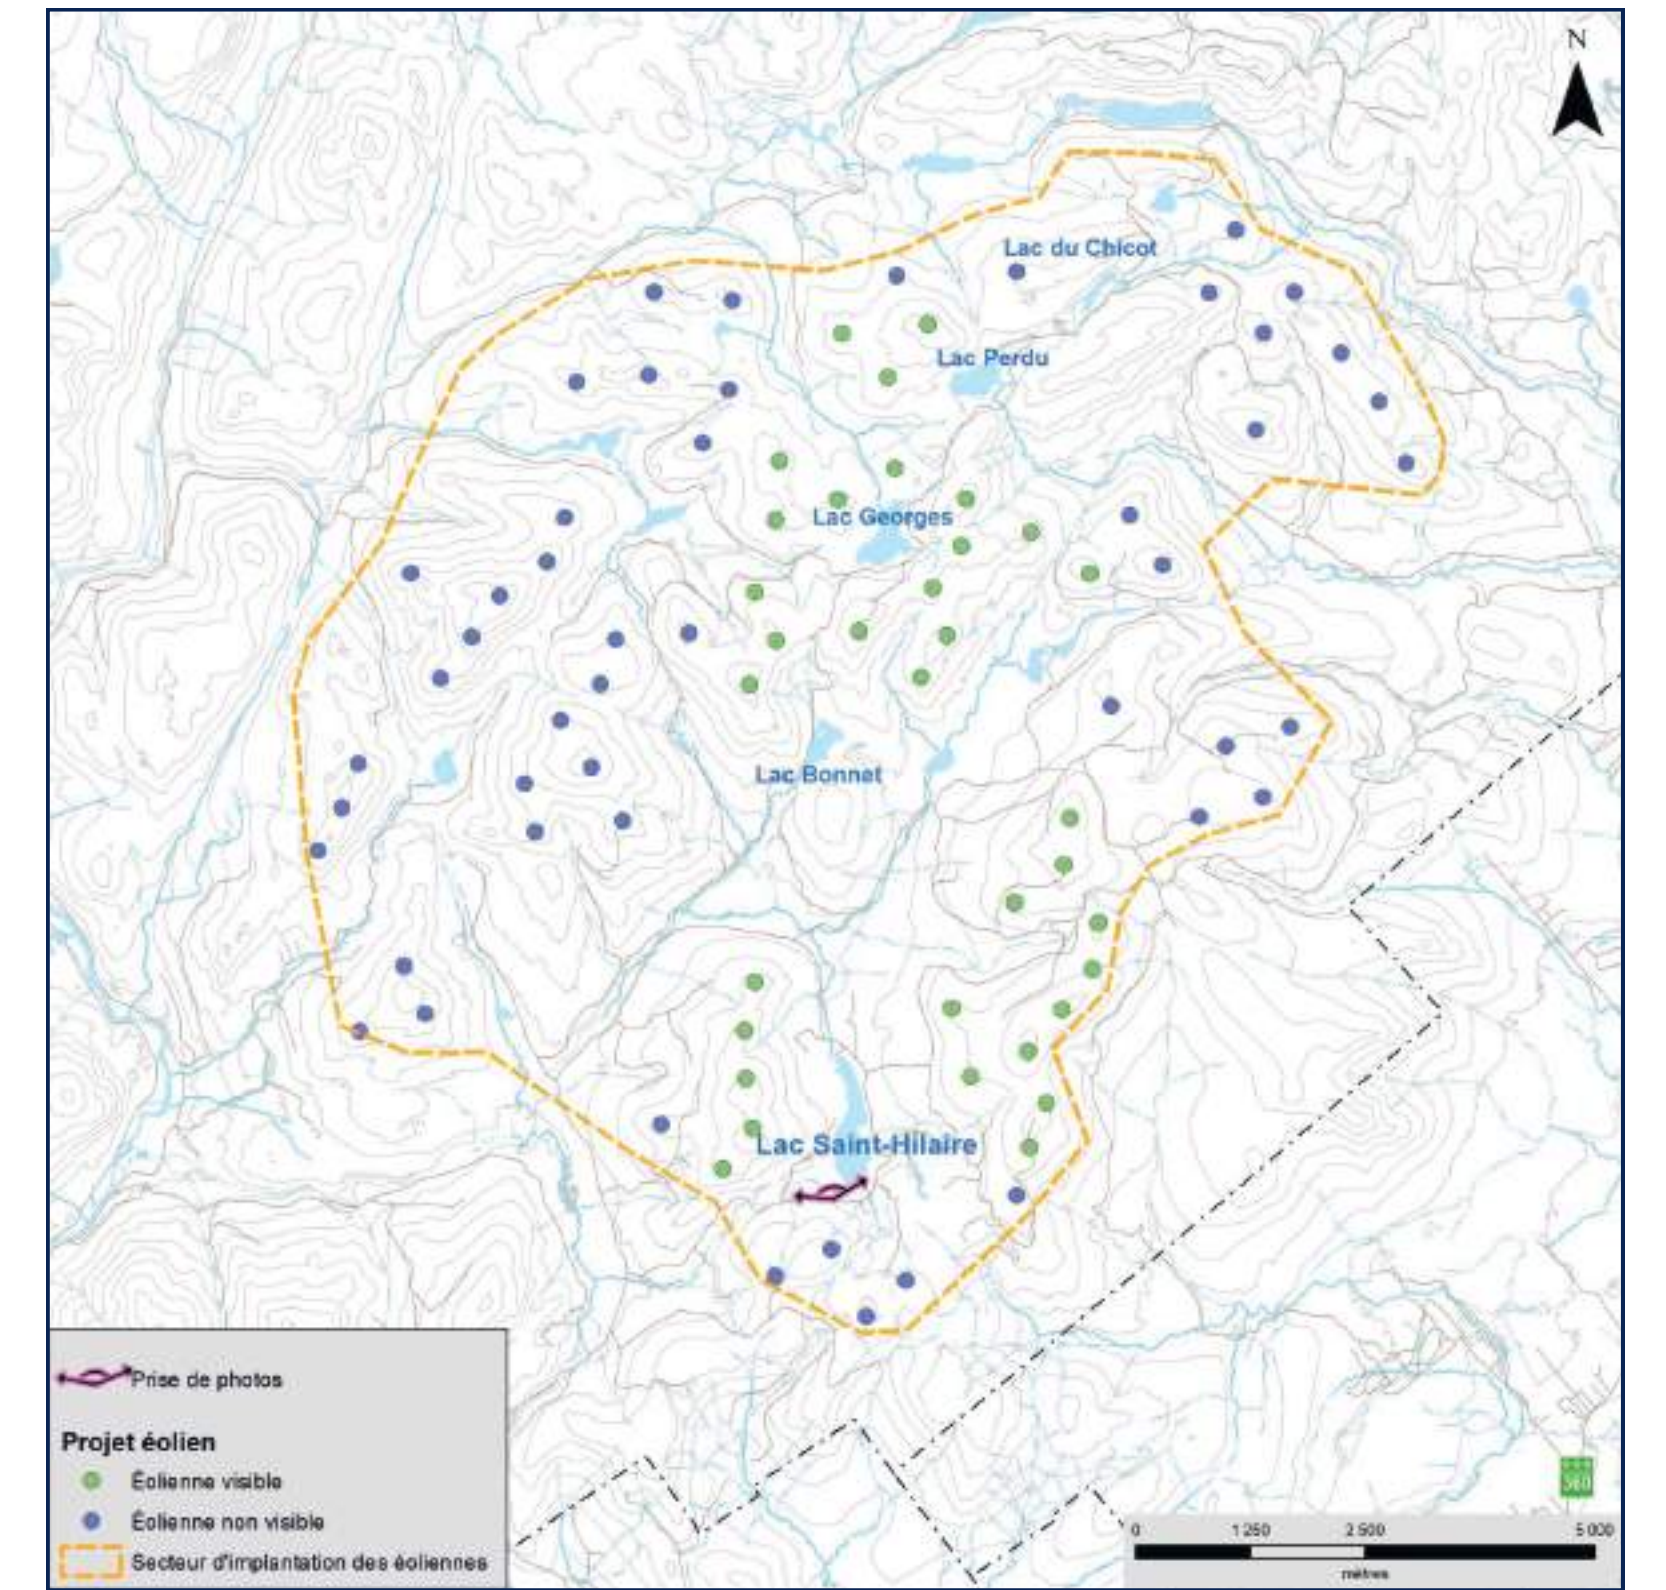 N
Lac du Chicot
Lac Perdu
Lac Georges
Lac Bonnet
Lac Saint-Hilaire
Prise de photos
Projet éolien
Éolienne visible
Éolienne non visible
Secteur d'implantation des éoliennes
360
0 1 250 2 500 5 000
mètres